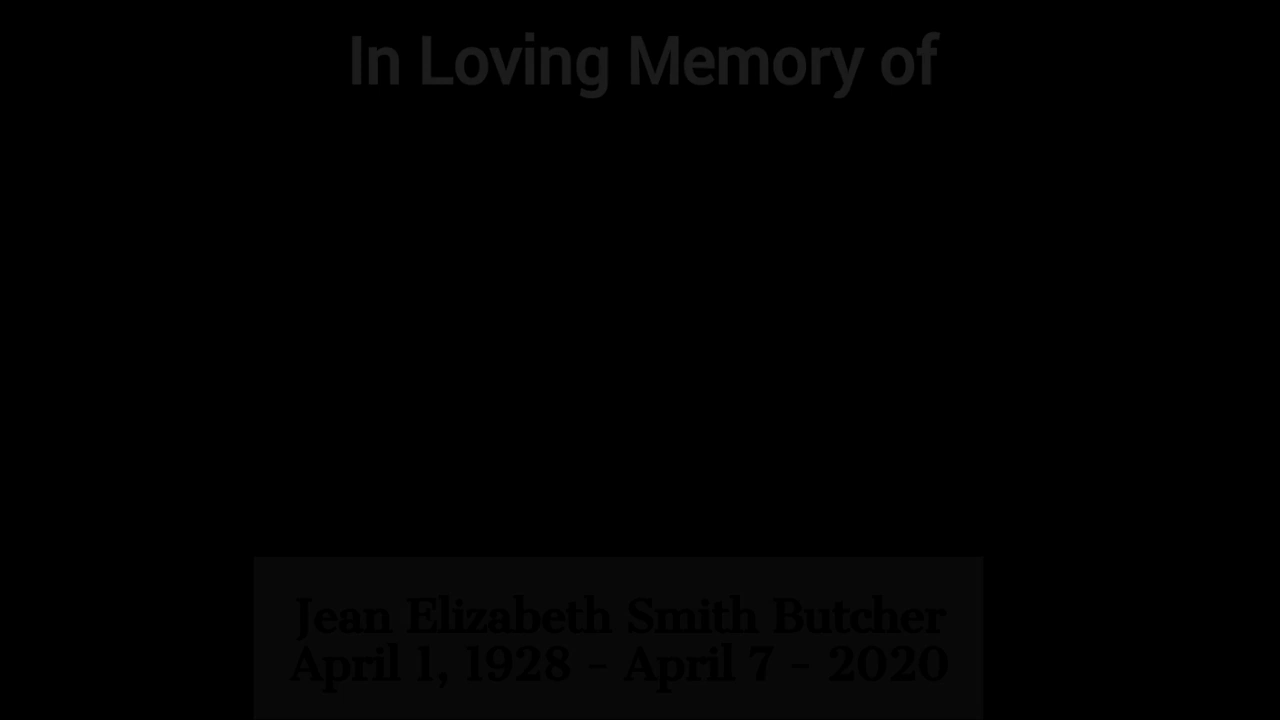 In Loving Memory of
Jean Elizabeth Smith Butcher
April 1, 1928 - April 7 - 2020